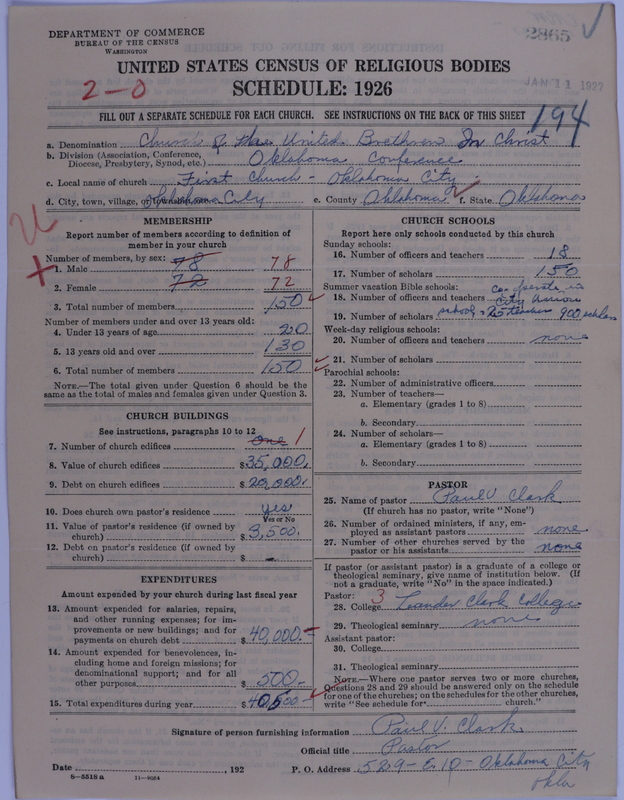 DEPARTMENT OF COMMERCE
BUREAU OF THE CENSUS
WASHINGTON
2865
JAN 11 1927
UNITED STATES CENSUS OF RELIGIOUS BODIES
2-0
SCHEDULE: 1926
194
FILL OUT A SEPARATE SCHEDULE FOR EACH CHURCH. SEE INSTRUCTIONS ON THE BACK OF THIS SHEET
a. Denomination Church of the United Brethren In Christ
b. Division (Association, Conference, Diocese, Presbytery, Synod, etc.) Oklahoma Conference
c. Local name of church First Church - Oklahoma City
d. City, town, village, or township Oklahoma City e. County Oklahoma f. State Oklahoma
MEMBERSHIP
Report number of members according to definition of member in your church
Number of members, by sex:
1. Male 78 78
2. Female 72 72
3. Total number of members 150
Number of members under and over 13 years old:
4. Under 13 years of age 20
5. 13 years old and over 130
6. Total number of members 150
NOTE.—The total given under Question 6 should be the same as the total of males and females given under Question 3.
CHURCH BUILDINGS
See instructions, paragraphs 10 to 12
7. Number of church edifices one 1
8. Value of church edifices $35,000.
9. Debt on church edifices $20,000.
10. Does church own pastor's residence yes
Yes or No
11. Value of pastor's residence (if owned by church) $3,500.
12. Debt on pastor's residence (if owned by church) $ -
EXPENDITURES
Amount expended by your church during last fiscal year
13. Amount expended for salaries, repairs, and other running expenses; for improvements or new buildings; and for payments on church debt $40,000.—
14. Amount expended for benevolences, including home and foreign missions; for denominational support; and for all other purposes $500—
15. Total expenditures during year $40500—
CHURCH SCHOOLS
Report here only schools conducted by this church
Sunday schools:
16. Number of officers and teachers 18
17. Number of scholars 150
Summer vacation Bible schools: co-operate in
18. Number of officers and teachers city union
19. Number of scholars school - 25 teachers 900 scholars
Week-day religious schools:
20. Number of officers and teachers none
21. Number of scholars
Parochial schools:
22. Number of administrative officers
23. Number of teachers—
a. Elementary (grades 1 to 8)
b. Secondary
24. Number of scholars—
a. Elementary (grades 1 to 8)
b. Secondary
PASTOR
25. Name of pastor Paul V. Clark
(If church has no pastor, write "None")
26. Number of ordained ministers, if any, employed as assistant pastors none
27. Number of other churches served by the pastor or his assistants none
If pastor (or assistant pastor) is a graduate of a college or theological seminary, give name of institution below. (If not a graduate, write "No" in the space indicated.)
Pastor:
28. College 3 Leander Clark College
29. Theological seminary none
Assistant pastor:
30. College
31. Theological seminary
NOTE.—Where one pastor serves two or more churches, Questions 28 and 29 should be answered only on the schedule for one of the churches; on the schedules for the other churches, write "See schedule for church."
Signature of person furnishing information Paul V. Clark
Official title Pastor
Date , 192 P. O. Address 529-E 10 - Oklahoma City
Okla
8-5518a 11-9064